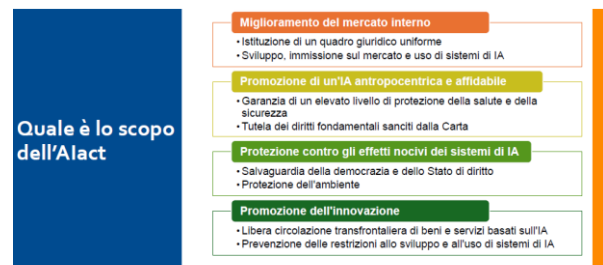 Quale è lo scopo
dell'AIact
Miglioramento del mercato interno
• Istituzione di un quadro giuridico uniforme
• Sviluppo, immissione sul mercato e uso di sistemi di IA
Promozione di un'IA antropocentrica e affidabile
• Garanzia di un elevato livello di protezione della salute e della
sicurezza
• Tutela dei diritti fondamentali sanciti dalla Carta
Protezione contro gli effetti nocivi dei sistemi di IA
• Salvaguardia della democrazia e dello Stato di diritto
• Protezione dell'ambiente
Promozione dell'innovazione
• Libera circolazione transfrontaliera di beni e servizi basati sull'IA
• Prevenzione delle restrizioni allo sviluppo e all'uso di sistemi di IA